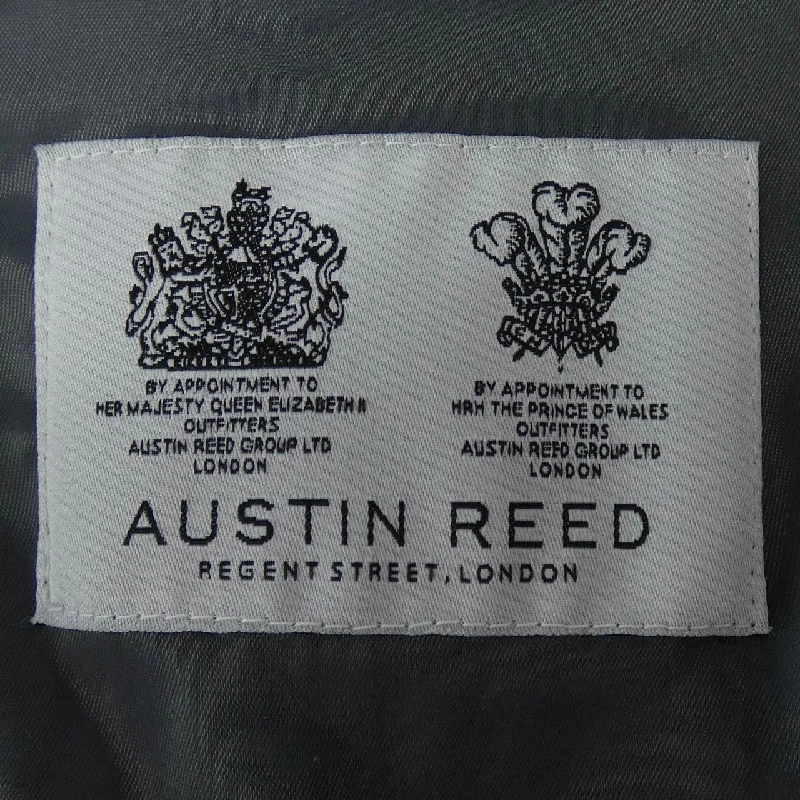 BY APPOINTMENT TO
HER MAJESTY QUEEN ELIZABETH II
OUTFITTERS
AUSTIN REED GROUP LTD
LONDON
BY APPOINTMENT TO
HRH THE PRINCE OF WALES
OUTFITTERS
AUSTIN REED GROUP LTD
LONDON
AUSTIN REED
REGENT STREET, LONDON